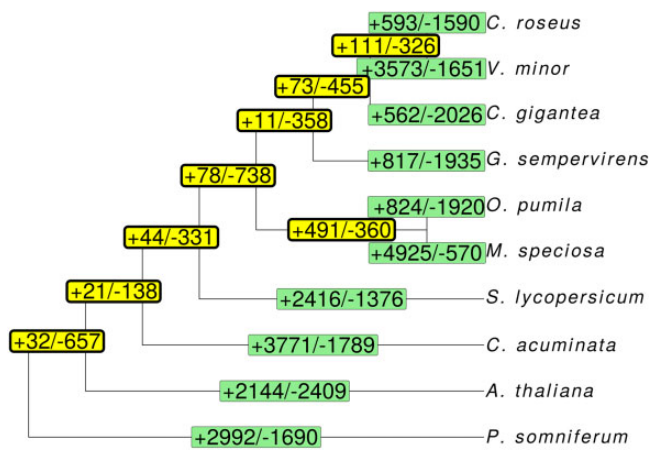 +593/-1590 C. roseus
+111/-326
+3573/-1651 V. minor
+73/-455
+562/-2026 C. gigantea
+11/-358
+817/-1935 G. sempervirens
+78/-738
+824/-1920 O. pumila
+491/-360
+4925/-570 M. speciosa
+44/-331
+21/-138
+2416/-1376 S. lycopersicum
+32/-657
+3771/-1789 C. acuminata
+2144/-2409 A. thaliana
+2992/-1690 P. somniferum